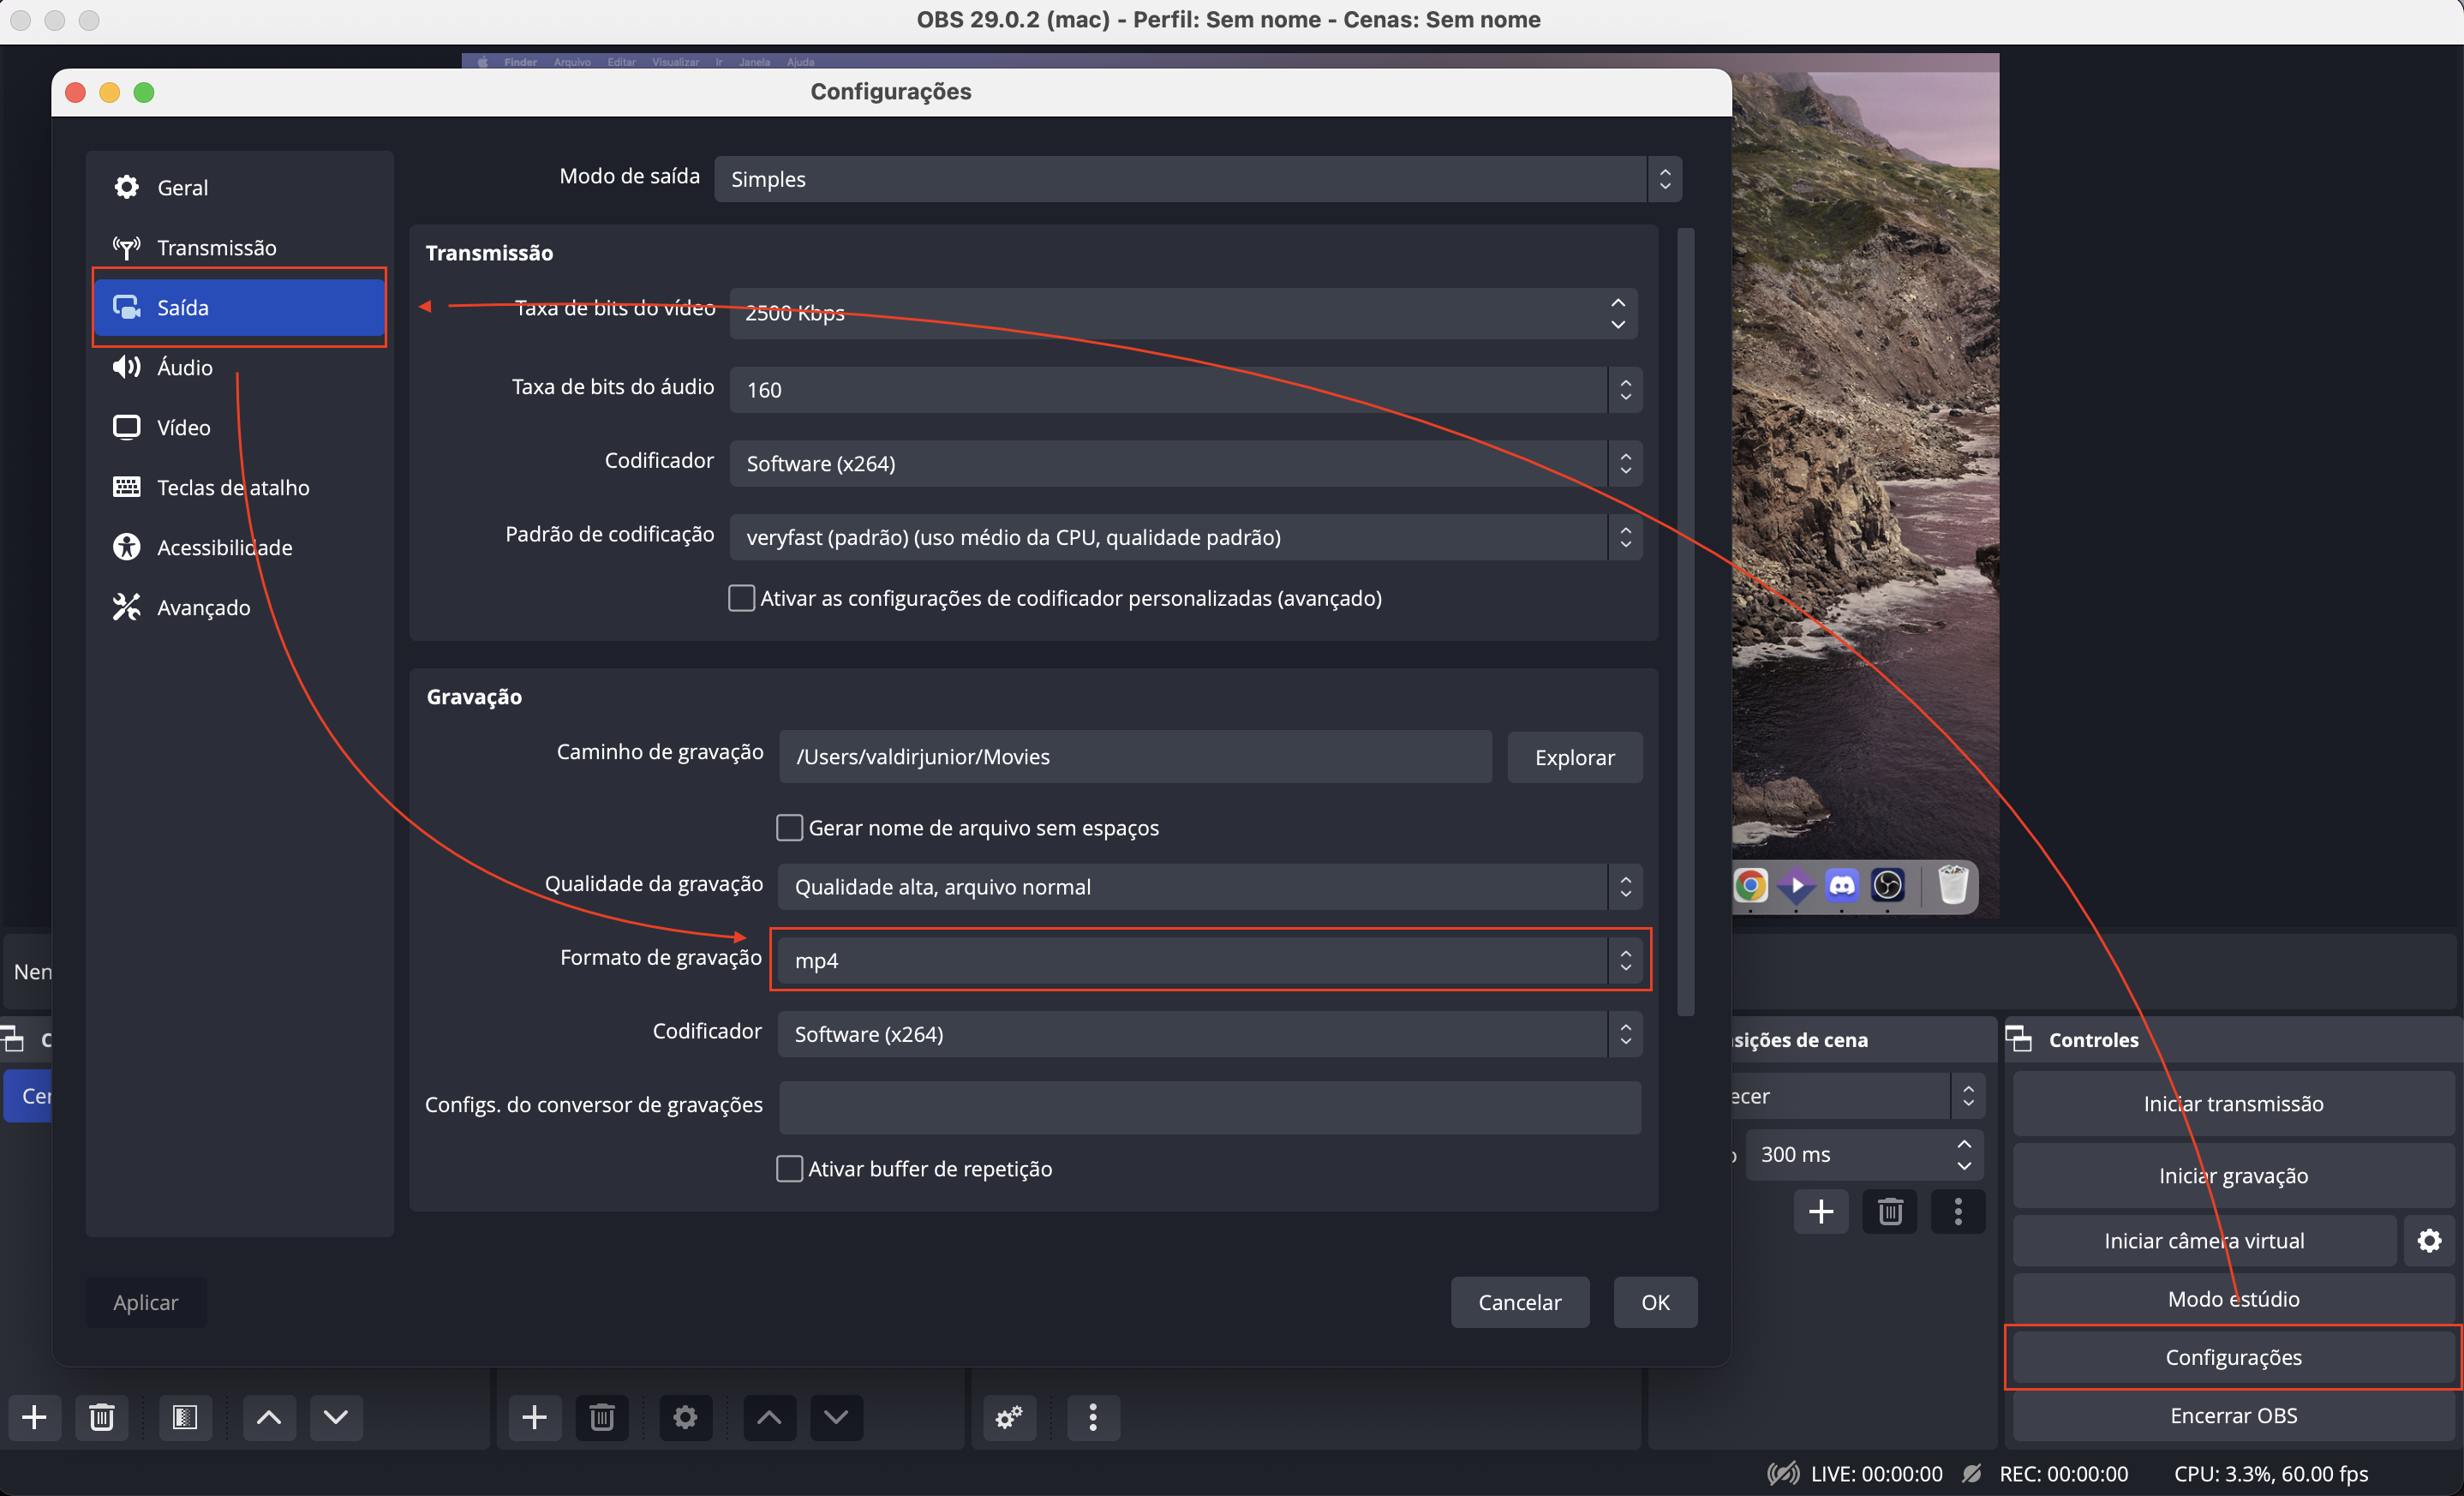 OBS 29.0.2 (mac) - Perfil: Sem nome - Cenas: Sem nome
Finder Arquivo Editar Visualizar Ir Janela Ajuda
Configurações
Geral
Transmissão
Saída
Áudio
Vídeo
Teclas de atalho
Acessibilidade
Avançado
Modo de saída Simples
Transmissão
Taxa de bits do vídeo 2500 Kbps
Taxa de bits do áudio 160
Codificador Software (x264)
Padrão de codificação veryfast (padrão) (uso médio da CPU, qualidade padrão)
Ativar as configurações de codificador personalizadas (avançado)
Gravação
Caminho de gravação /Users/valdirjunior/Movies Explorar
Gerar nome de arquivo sem espaços
Qualidade da gravação Qualidade alta, arquivo normal
Formato de gravação mp4
Codificador Software (x264)
Configs. do conversor de gravações
Ativar buffer de repetição
Aplicar Cancelar OK
Nen
C
Cer
sições de cena
ecer
300 ms
Controles
Iniciar transmissão
Iniciar gravação
Iniciar câmera virtual
Modo estúdio
Configurações
Encerrar OBS
LIVE: 00:00:00 REC: 00:00:00 CPU: 3.3%, 60.00 fps